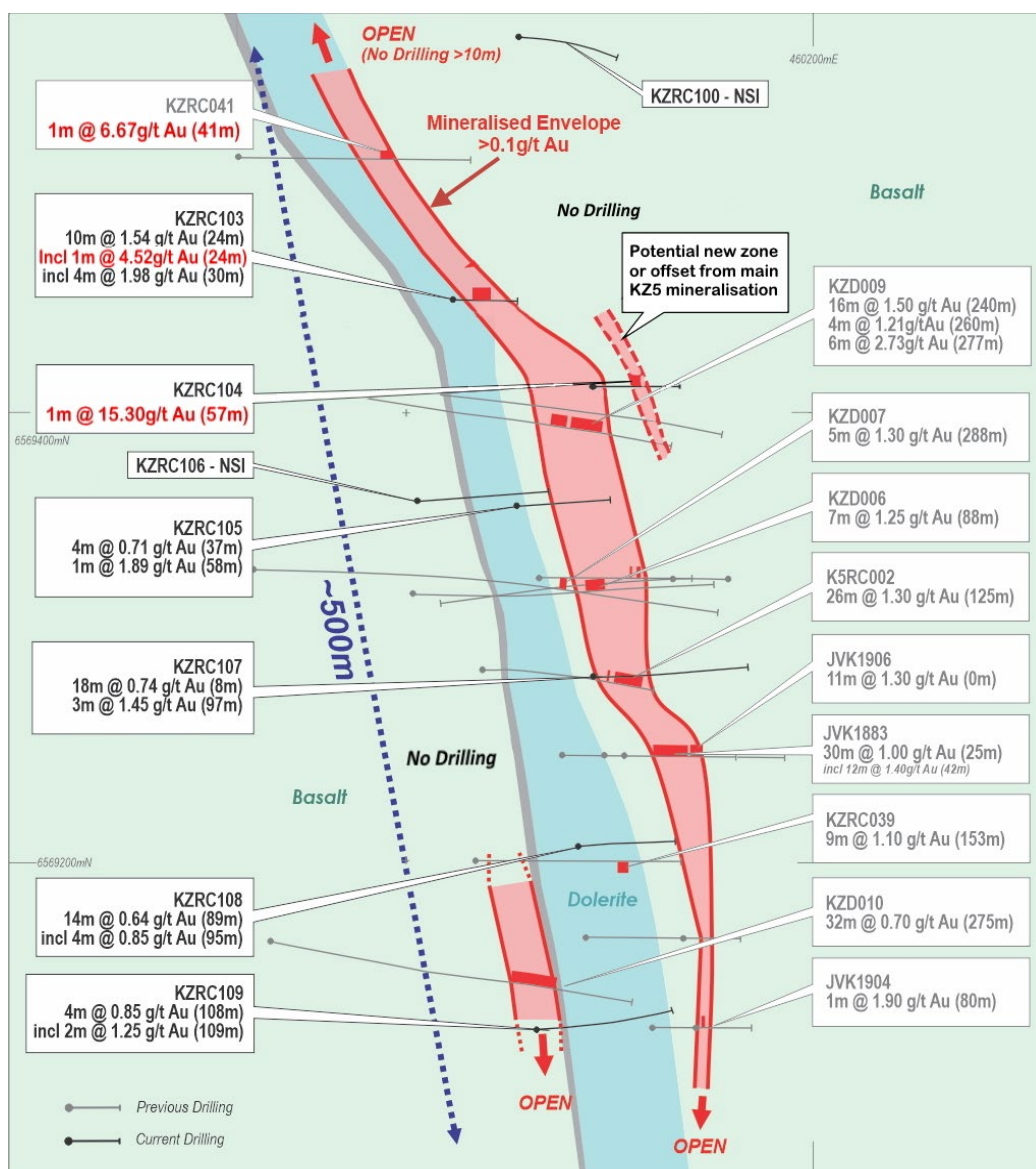 OPEN
(No Drilling >10m)
460200mE
KZRC100 - NSI
KZRC041
1m @ 6.67g/t Au (41m)
Mineralised Envelope
>0.1g/t Au
Basalt
KZRC103
10m @ 1.54 g/t Au (24m)
Incl 1m @ 4.52g/t Au (24m)
incl 4m @ 1.98 g/t Au (30m)
No Drilling
Potential new zone
or offset from main
KZ5 mineralisation
KZD009
16m @ 1.50 g/t Au (240m)
4m @ 1.21g/tAu (260m)
6m @ 2.73g/t Au (277m)
KZRC104
1m @ 15.30g/t Au (57m)
6569400mN
KZD007
5m @ 1.30 g/t Au (288m)
KZRC106 - NSI
KZD006
7m @ 1.25 g/t Au (88m)
KZRC105
4m @ 0.71 g/t Au (37m)
1m @ 1.89 g/t Au (58m)
K5RC002
26m @ 1.30 g/t Au (125m)
~500m
KZRC107
18m @ 0.74 g/t Au (8m)
3m @ 1.45 g/t Au (97m)
JVK1906
11m @ 1.30 g/t Au (0m)
JVK1883
30m @ 1.00 g/t Au (25m)
incl 12m @ 1.40g/t Au (42m)
No Drilling
Basalt
6569200mN
KZRC039
9m @ 1.10 g/t Au (153m)
KZRC108
14m @ 0.64 g/t Au (89m)
incl 4m @ 0.85 g/t Au (95m)
Dolerite
KZD010
32m @ 0.70 g/t Au (275m)
KZRC109
4m @ 0.85 g/t Au (108m)
incl 2m @ 1.25 g/t Au (109m)
JVK1904
1m @ 1.90 g/t Au (80m)
OPEN
OPEN
Previous Drilling
Current Drilling